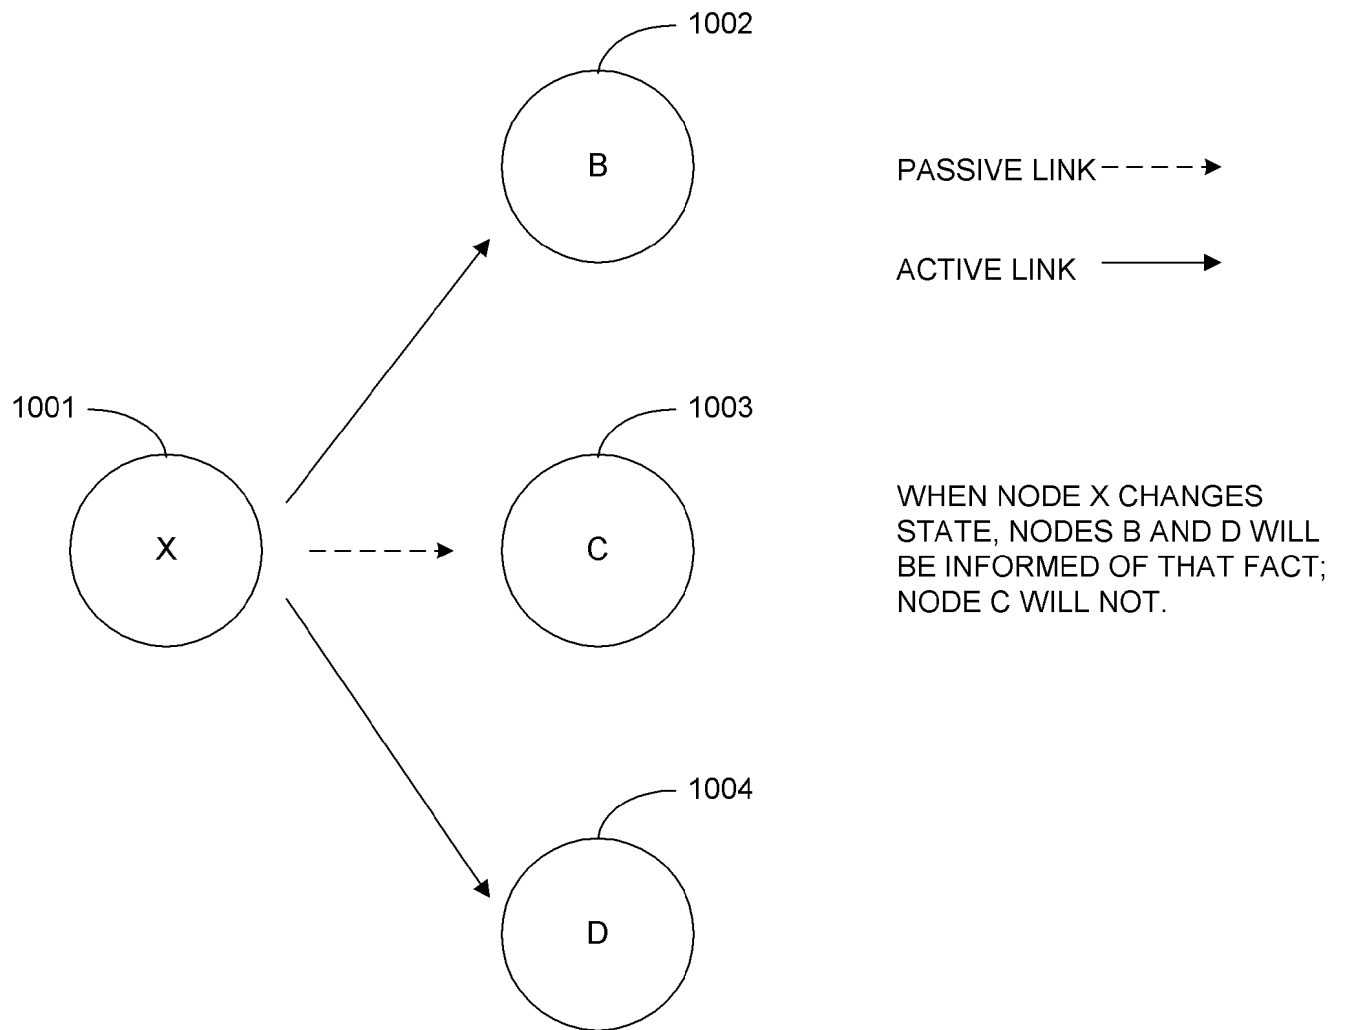 1002
B
PASSIVE LINK
ACTIVE LINK
1001
1003
X
C
WHEN NODE X CHANGES
STATE, NODES B AND D WILL
BE INFORMED OF THAT FACT;
NODE C WILL NOT.
1004
D